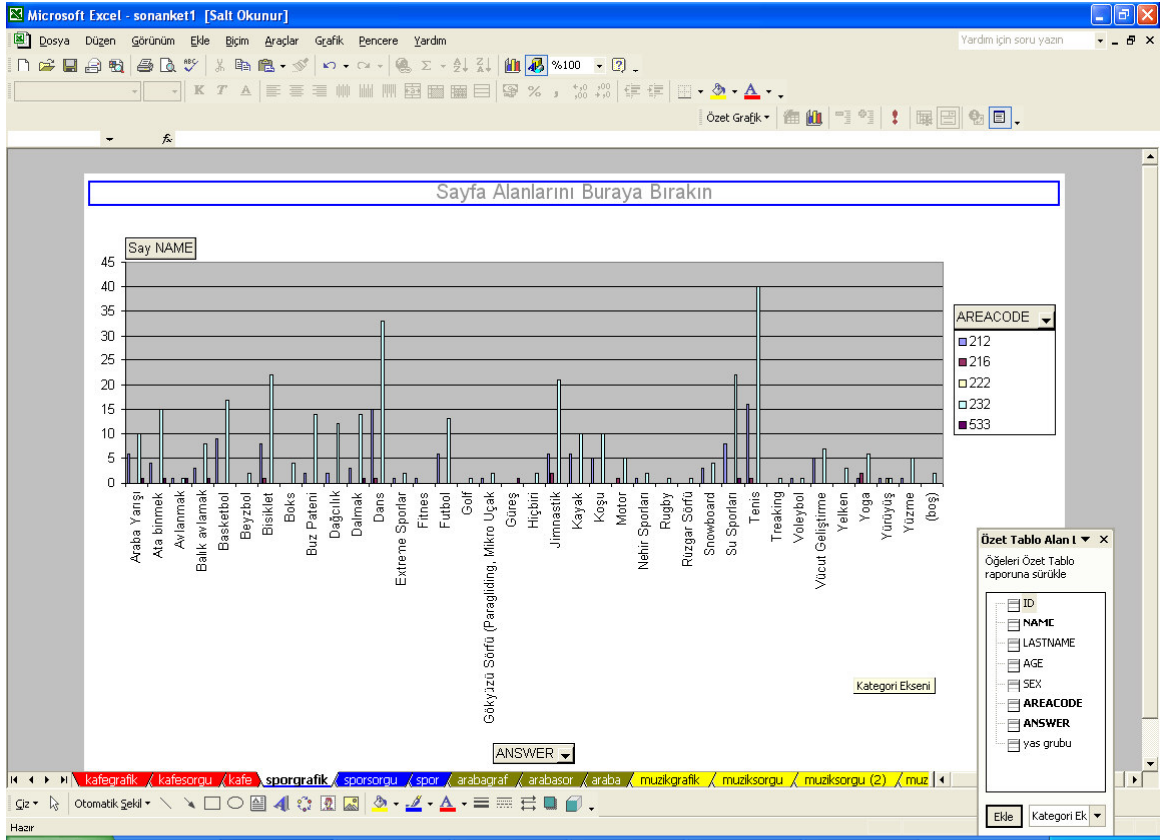 Microsoft Excel - sonanket1 [Salt Okunur]
Dosya Düzen Görünüm Ekle Biçim Araçlar Grafik Pencere Yardım
Yardım için soru yazın
%100
K T A
Özet Grafik
Sayfa Alanlarını Buraya Bırakın
Say NAME
45
40
35
30
25
20
15
10
5
0
AREACODE
212
216
222
232
533
Araba Yarışı
Ata binmek
Avlanmak
Balık avlamak
Basketbol
Beyzbol
Bisiklet
Boks
Buz Pateni
Dağcılık
Dalmak
Dans
Extreme Sporlar
Fitnes
Futbol
Golf
Gökyüzü Sörfü (Paragliding, Mikro Uçak)
Güreş
Hiçbiri
Jimnastik
Kayak
Koşu
Motor
Nehir Sporları
Rugby
Rüzgar Sörfü
Snowboard
Su Sporları
Tenis
Treaking
Voleybol
Vücut Geliştirme
Yelken
Yoga
Yürüyüş
Yüzme
(boş)
Kategori Ekseni
ANSWER
Özet Tablo Alan L
Öğeleri Özet Tablo
raporuna sürükle
ID
NAME
LASTNAME
AGE
SEX
AREACODE
ANSWER
yas grubu
Ekle Kategori Ek
kafegrafik kafesorgu kafe sporgrafik sporsorgu spor arabagraf arabasor araba muzikgrafik muziksorgu muziksorgu (2) muz
Çiz Otomatik Şekil
Hazır